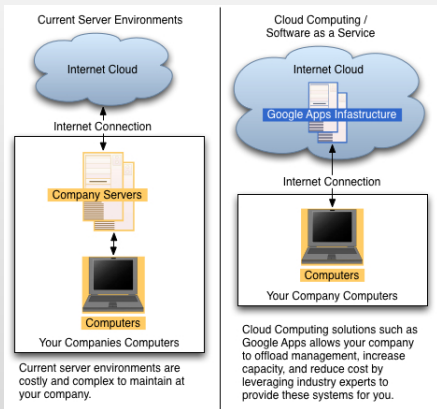 Current Server Environments
Internet Cloud
Internet Connection
Company Servers
Computers
Your Companies Computers
Current server environments are
costly and complex to maintain at
your company.
Cloud Computing /
Software as a Service
Internet Cloud
Google Apps Infastructure
Internet Connection
Computers
Your Company Computers
Cloud Computing solutions such as
Google Apps allows your company
to offload management, increase
capacity, and reduce cost by
leveraging industry experts to
provide these systems for you.